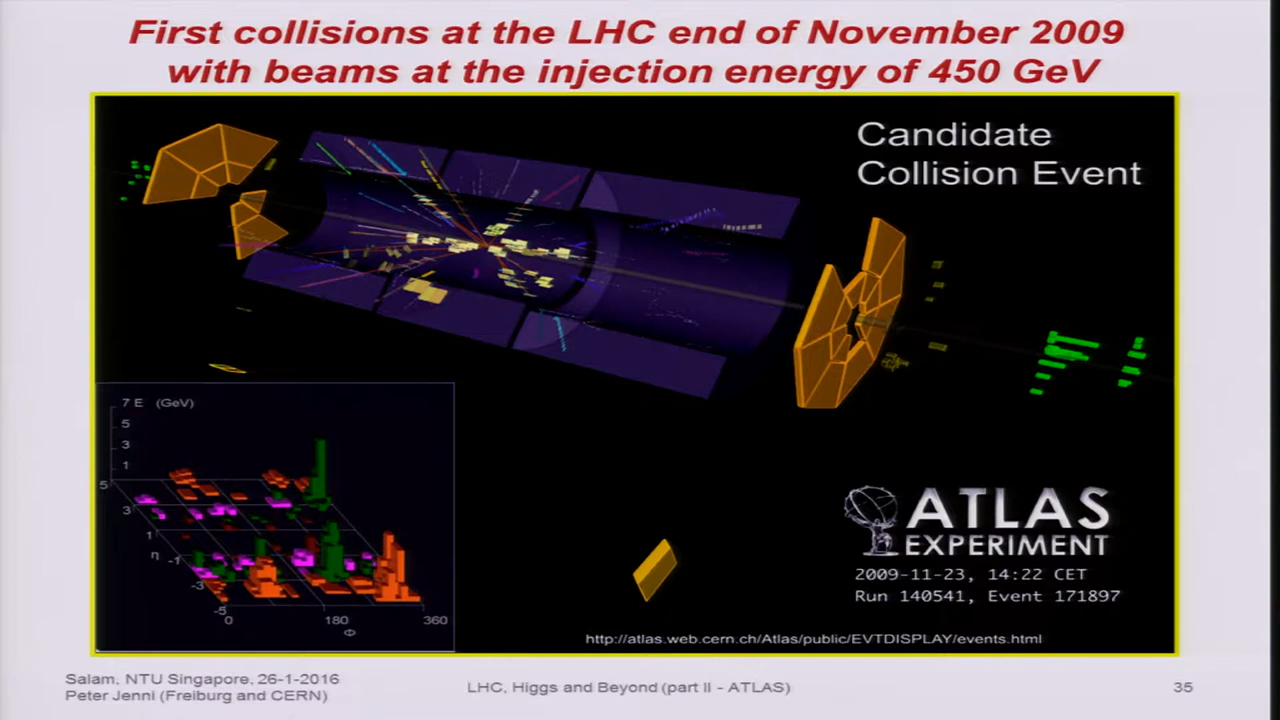 First collisions at the LHC end of November 2009
with beams at the injection energy of 450 GeV
Candidate
Collision Event
7 E (GeV)
5
3
1
5
3
1
η
-1
-3
-5
0
180
360
Φ
ATLAS
EXPERIMENT
2009-11-23, 14:22 CET
Run 140541, Event 171897
http://atlas.web.cern.ch/Atlas/public/EVTDISPLAY/events.html
Salam, NTU Singapore, 26-1-2016
Peter Jenni (Freiburg and CERN)
LHC, Higgs and Beyond (part II - ATLAS)
35